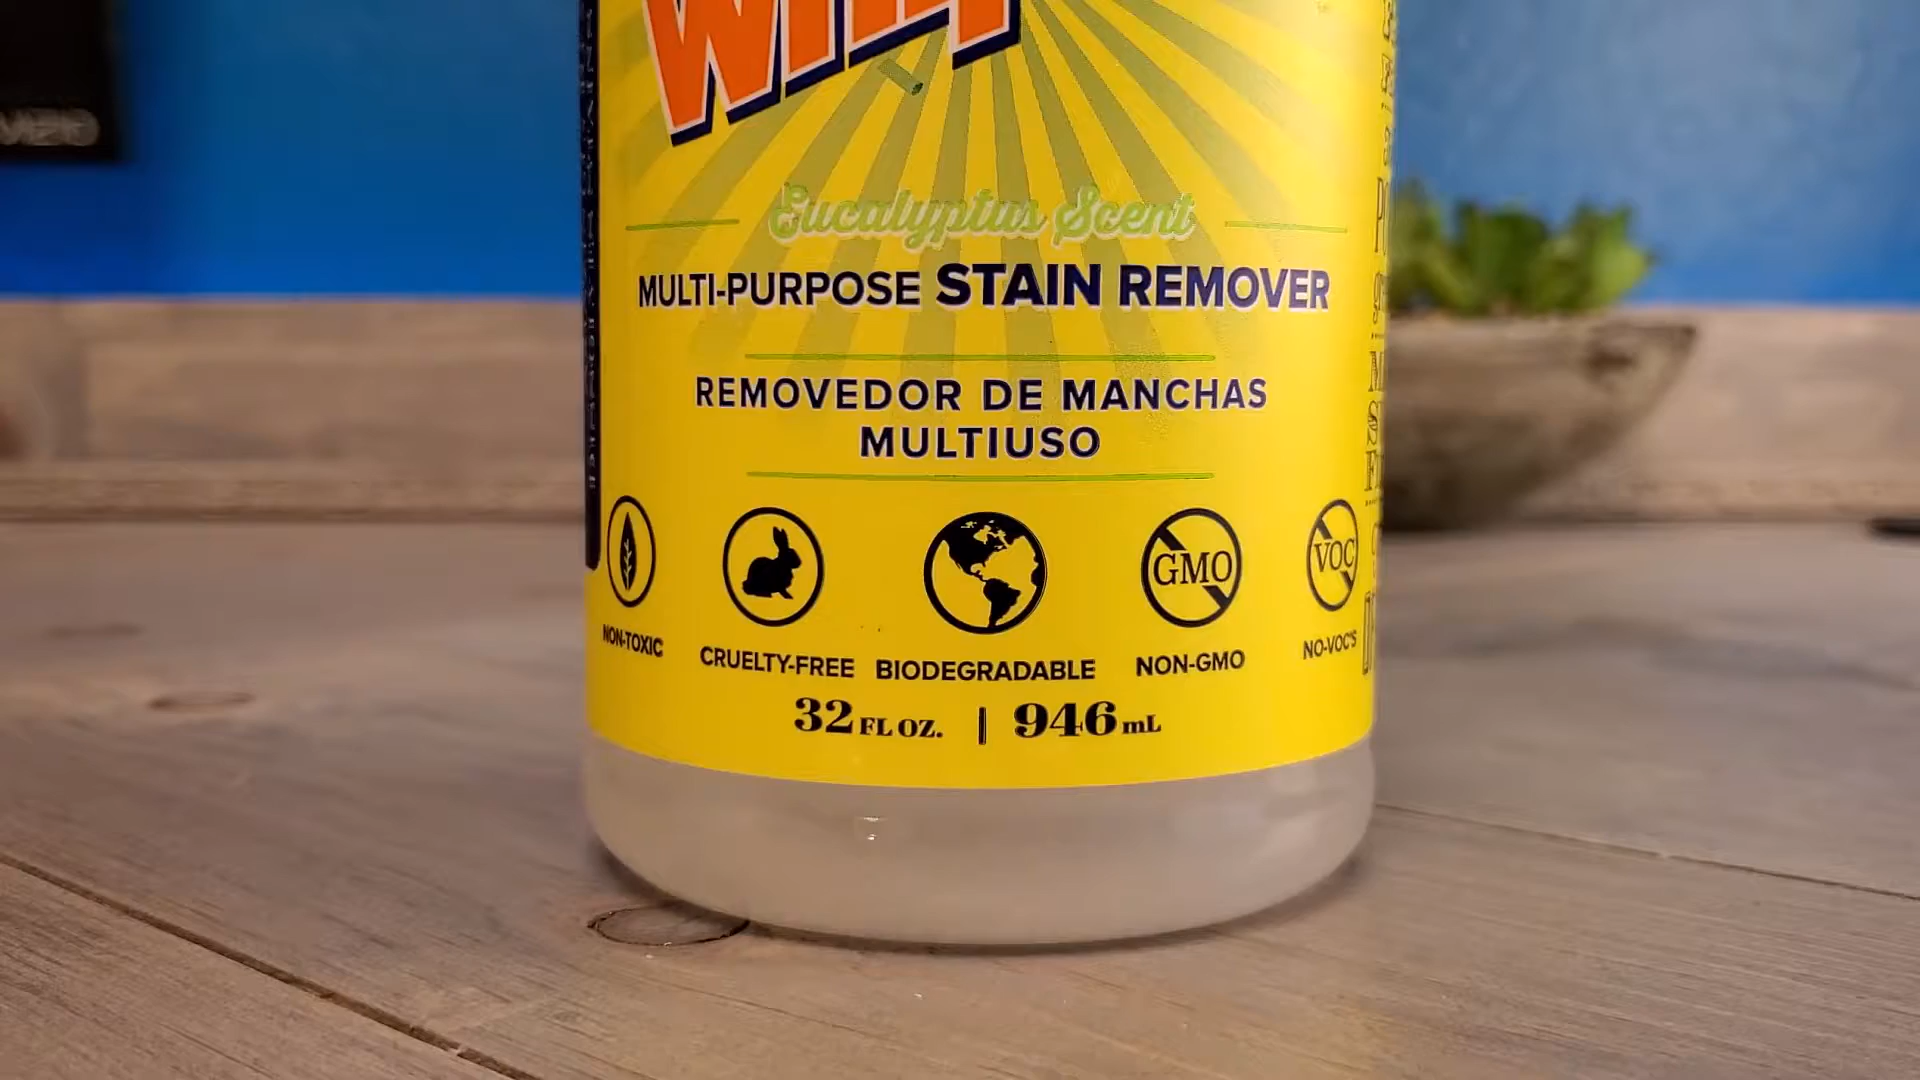 VIZIO
Eucalyptus Scent
MULTI-PURPOSE STAIN REMOVER
REMOVEDOR DE MANCHAS
MULTIUSO
GMO
VOC
NON-TOXIC
CRUELTY-FREE
BIODEGRADABLE
NON-GMO
NO-VOC'S
32 FL OZ. | 946 mL